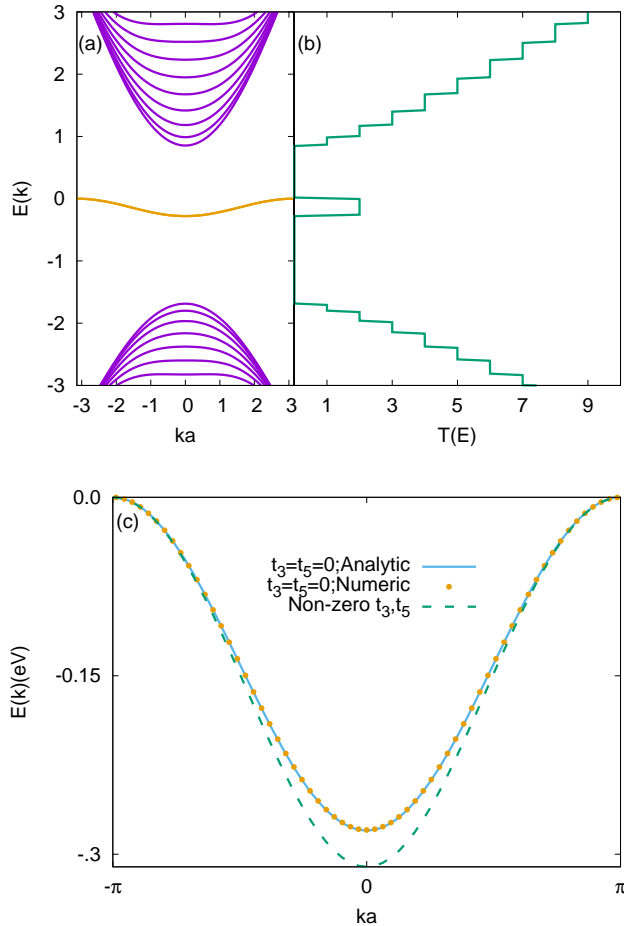 (a)
(b)
E(k)
3
2
1
0
-1
-2
-3
-3 -2 -1 0 1 2 3
ka
1 3 5 7 9
T(E)
(c)
t3=t5=0;Analytic
t3=t5=0;Numeric
Non-zero t3,t5
E(k)(eV)
0.0
-0.15
-.3
-π 0 π
ka